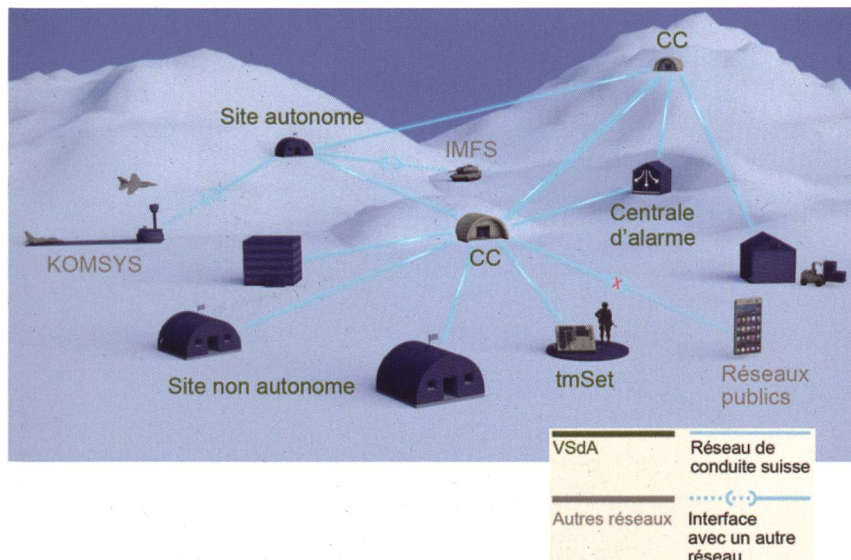 CC
Site autonome
IMFS
Centrale
d'alarme
KOMSYS
CC
Site non autonome
tmSet
Réseaux
publics
VSdA
Réseau de
conduite suisse
Autres réseaux
Interface
avec un autre
réseau